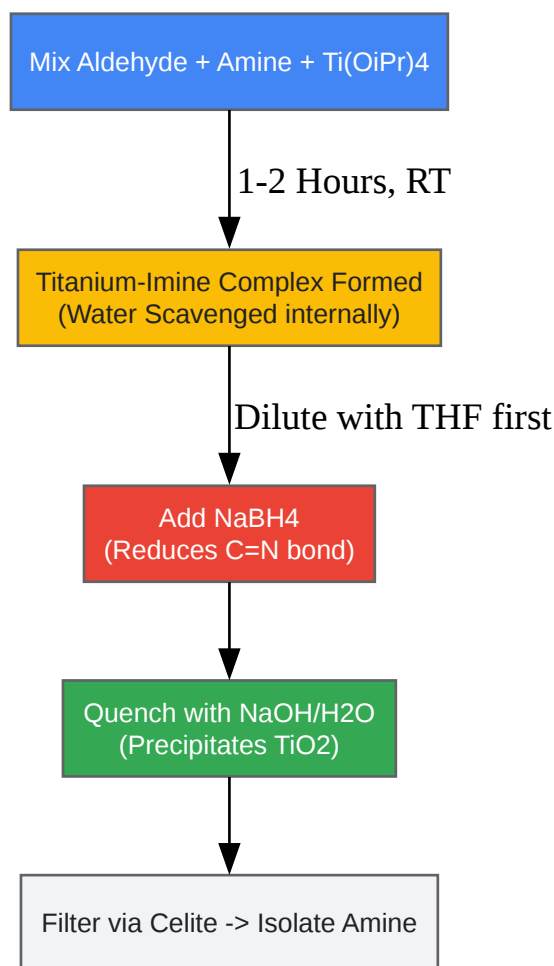 Mix Aldehyde + Amine + Ti(OiPr)4
1-2 Hours, RT
Titanium-Imine Complex Formed
(Water Scavenged internally)
Dilute with THF first
Add NaBH4
(Reduces C=N bond)
Quench with NaOH/H2O
(Precipitates TiO2)
Filter via Celite -> Isolate Amine